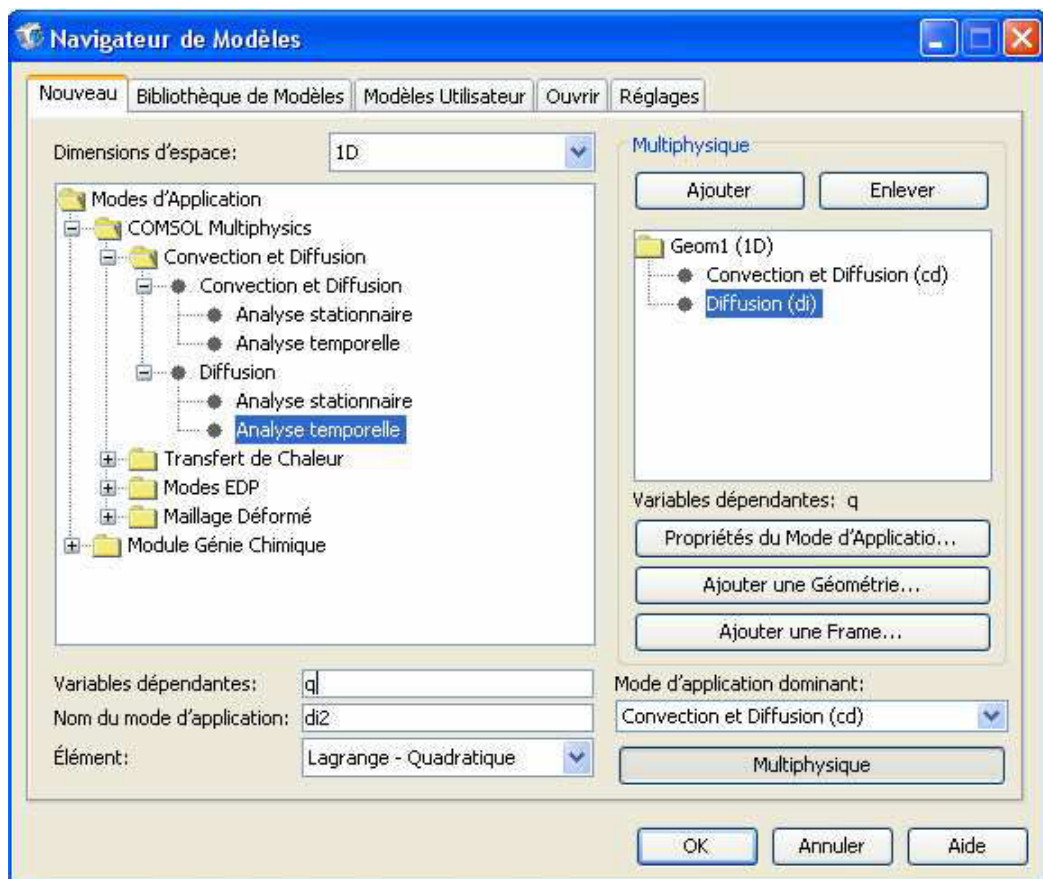 Navigateur de Modèles
Nouveau Bibliothèque de Modèles Modèles Utilisateur Ouvrir Réglages
Dimensions d'espace: 1D
Modes d'Application
COMSOL Multiphysics
Convection et Diffusion
Convection et Diffusion
Analyse stationnaire
Analyse temporelle
Diffusion
Analyse stationnaire
Analyse temporelle
Transfert de Chaleur
Modes EDP
Maillage Déformé
Module Génie Chimique
Variables dépendantes: q
Nom du mode d'application: di2
Élément: Lagrange - Quadratique
Multiphysique
Ajouter Enlever
Geom1 (1D)
Convection et Diffusion (cd)
Diffusion (di)
Variables dépendantes: q
Propriétés du Mode d'Applicatio...
Ajouter une Géométrie...
Ajouter une Frame...
Mode d'application dominant:
Convection et Diffusion (cd)
Multiphysique
OK Annuler Aide